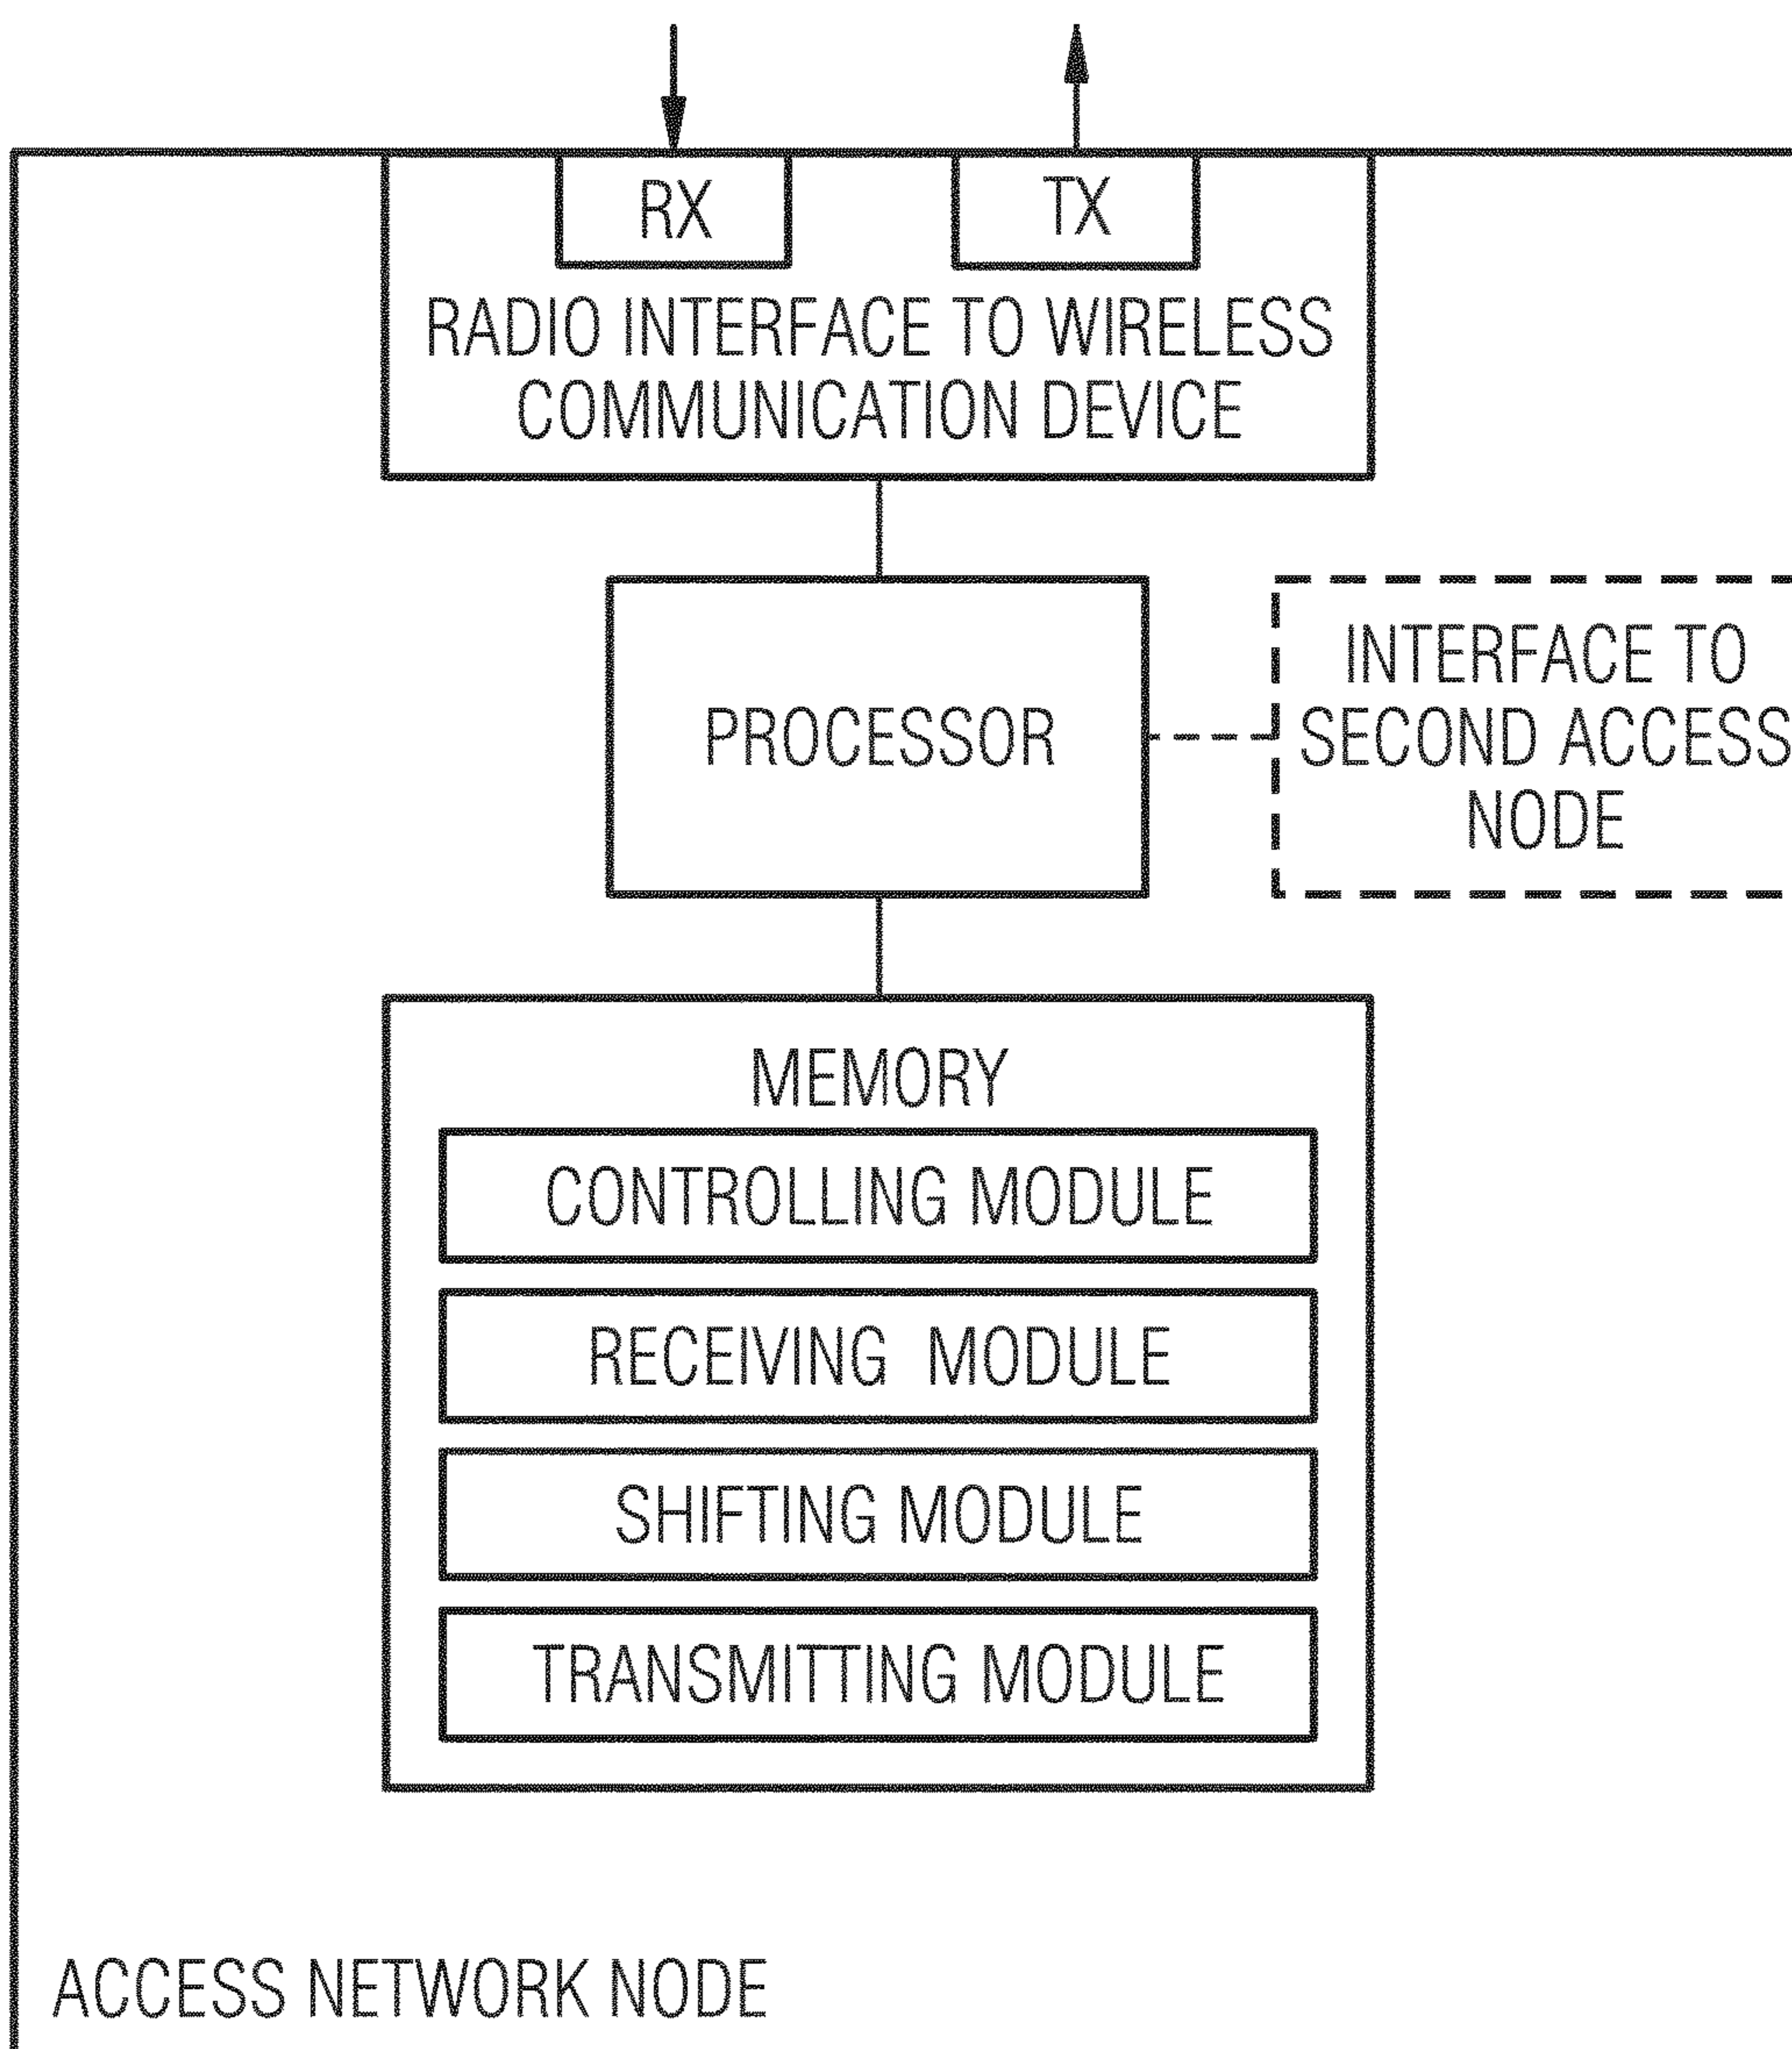 RX
TX
RADIO INTERFACE TO WIRELESS
COMMUNICATION DEVICE
PROCESSOR
INTERFACE TO
SECOND ACCESS
NODE
MEMORY
CONTROLLING MODULE
RECEIVING MODULE
SHIFTING MODULE
TRANSMITTING MODULE
ACCESS NETWORK NODE